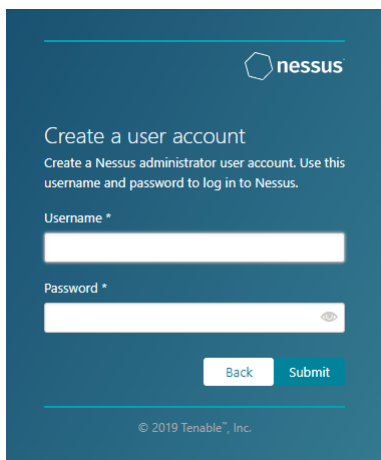 nessus
Create a user account
Create a Nessus administrator user account. Use this
username and password to log in to Nessus.
Username *
Password *
Back Submit
© 2019 Tenable™, Inc.